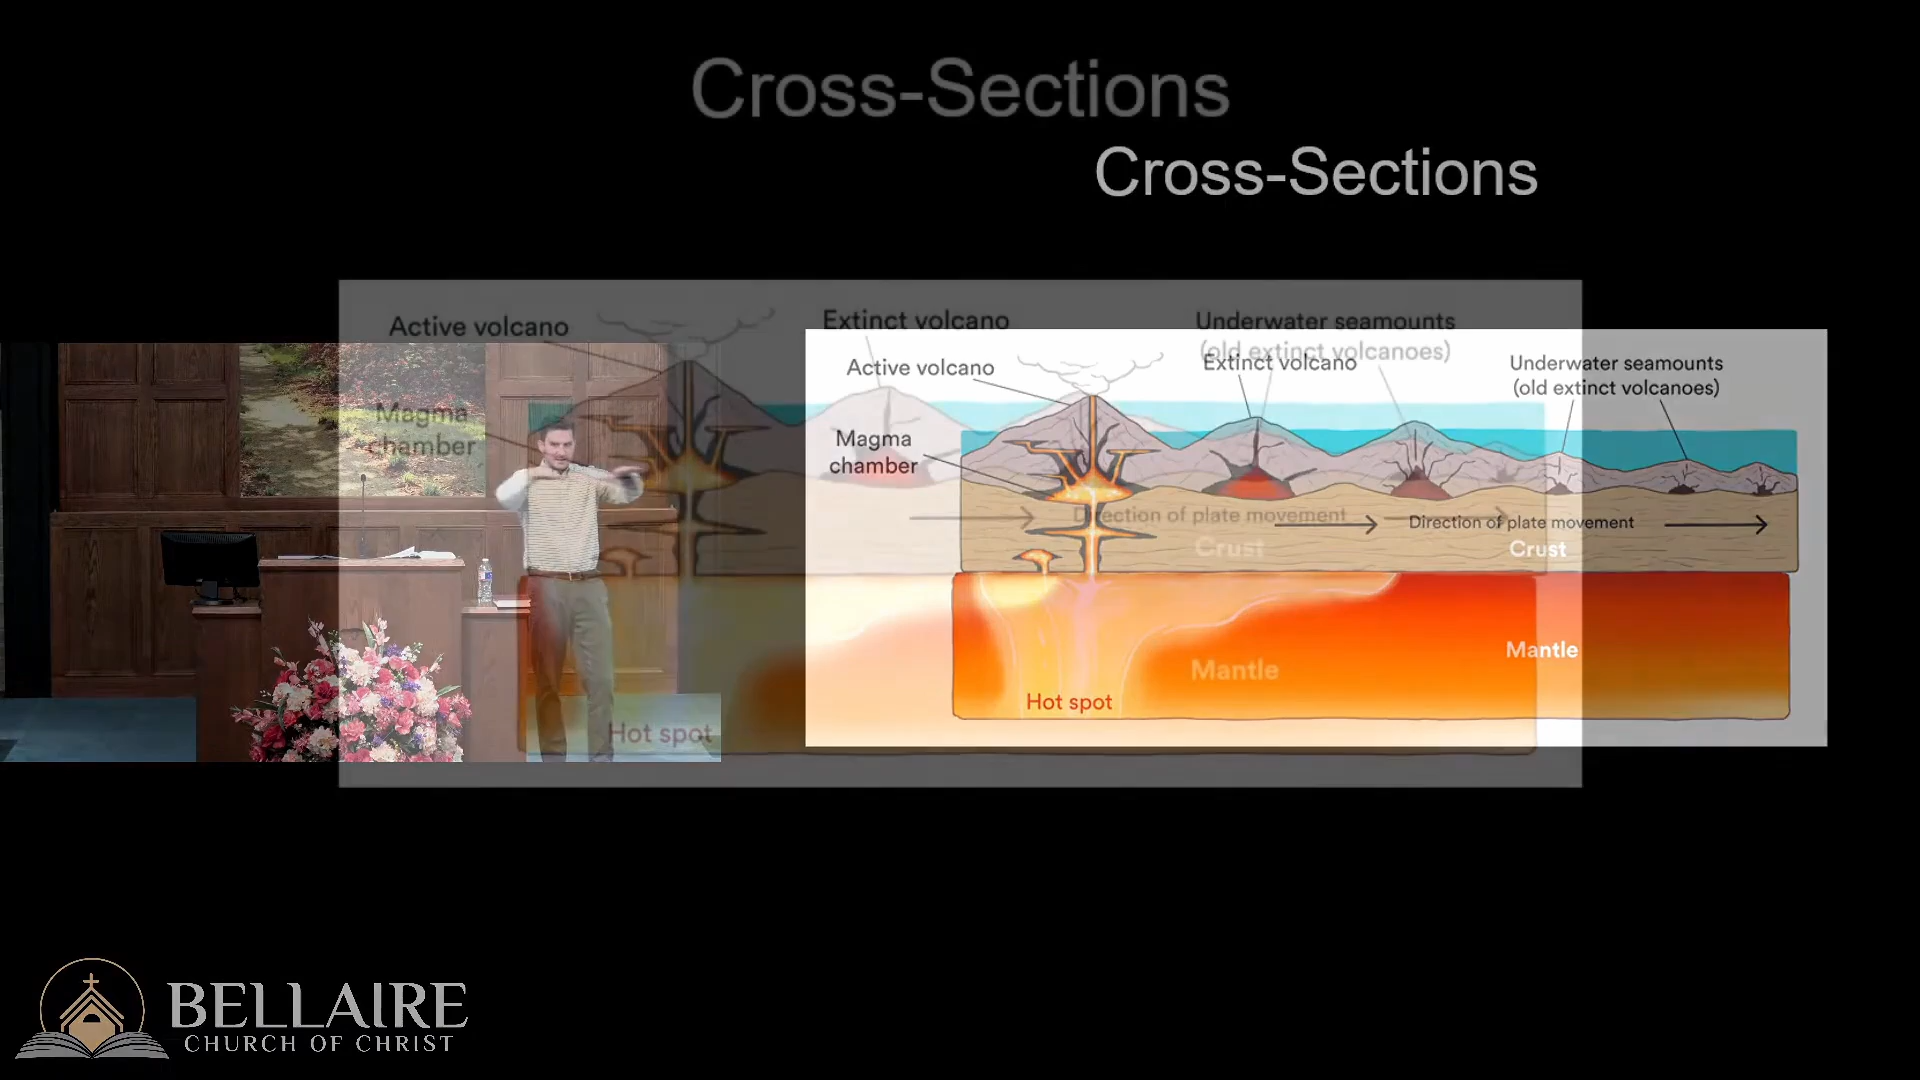 Cross-Sections
Cross-Sections
Active volcano
Extinct volcano
Underwater seamounts
(old extinct volcanoes)
Magma
chamber
Direction of plate movement
Crust
Mantle
Hot spot
Active volcano
Extinct volcano
Underwater seamounts
(old extinct volcanoes)
Magma
chamber
Direction of plate movement
Crust
Mantle
Hot spot
BELLAIRE
CHURCH OF CHRIST